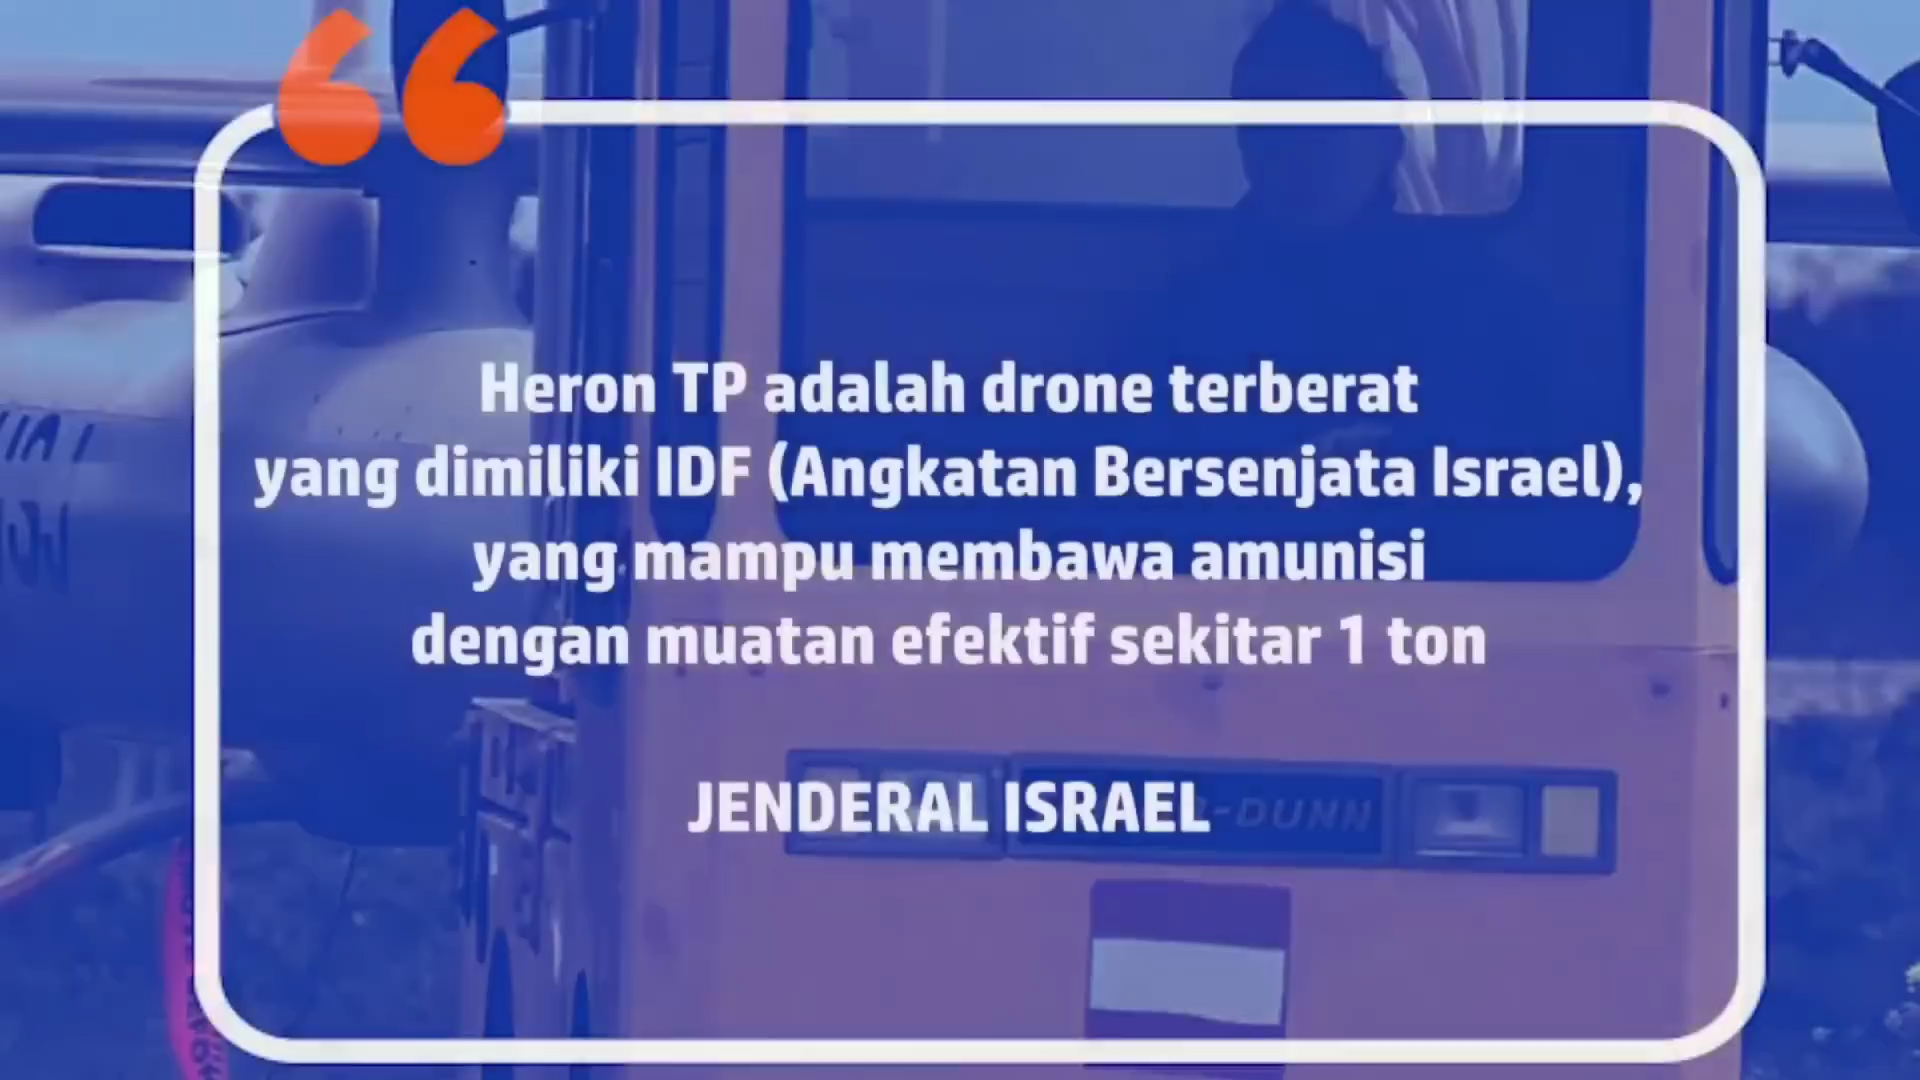 Heron TP adalah drone terberat
yang dimiliki IDF (Angkatan Bersenjata Israel),
yang mampu membawa amunisi
dengan muatan efektif sekitar 1 ton
JENDERAL ISRAEL
-DUNN